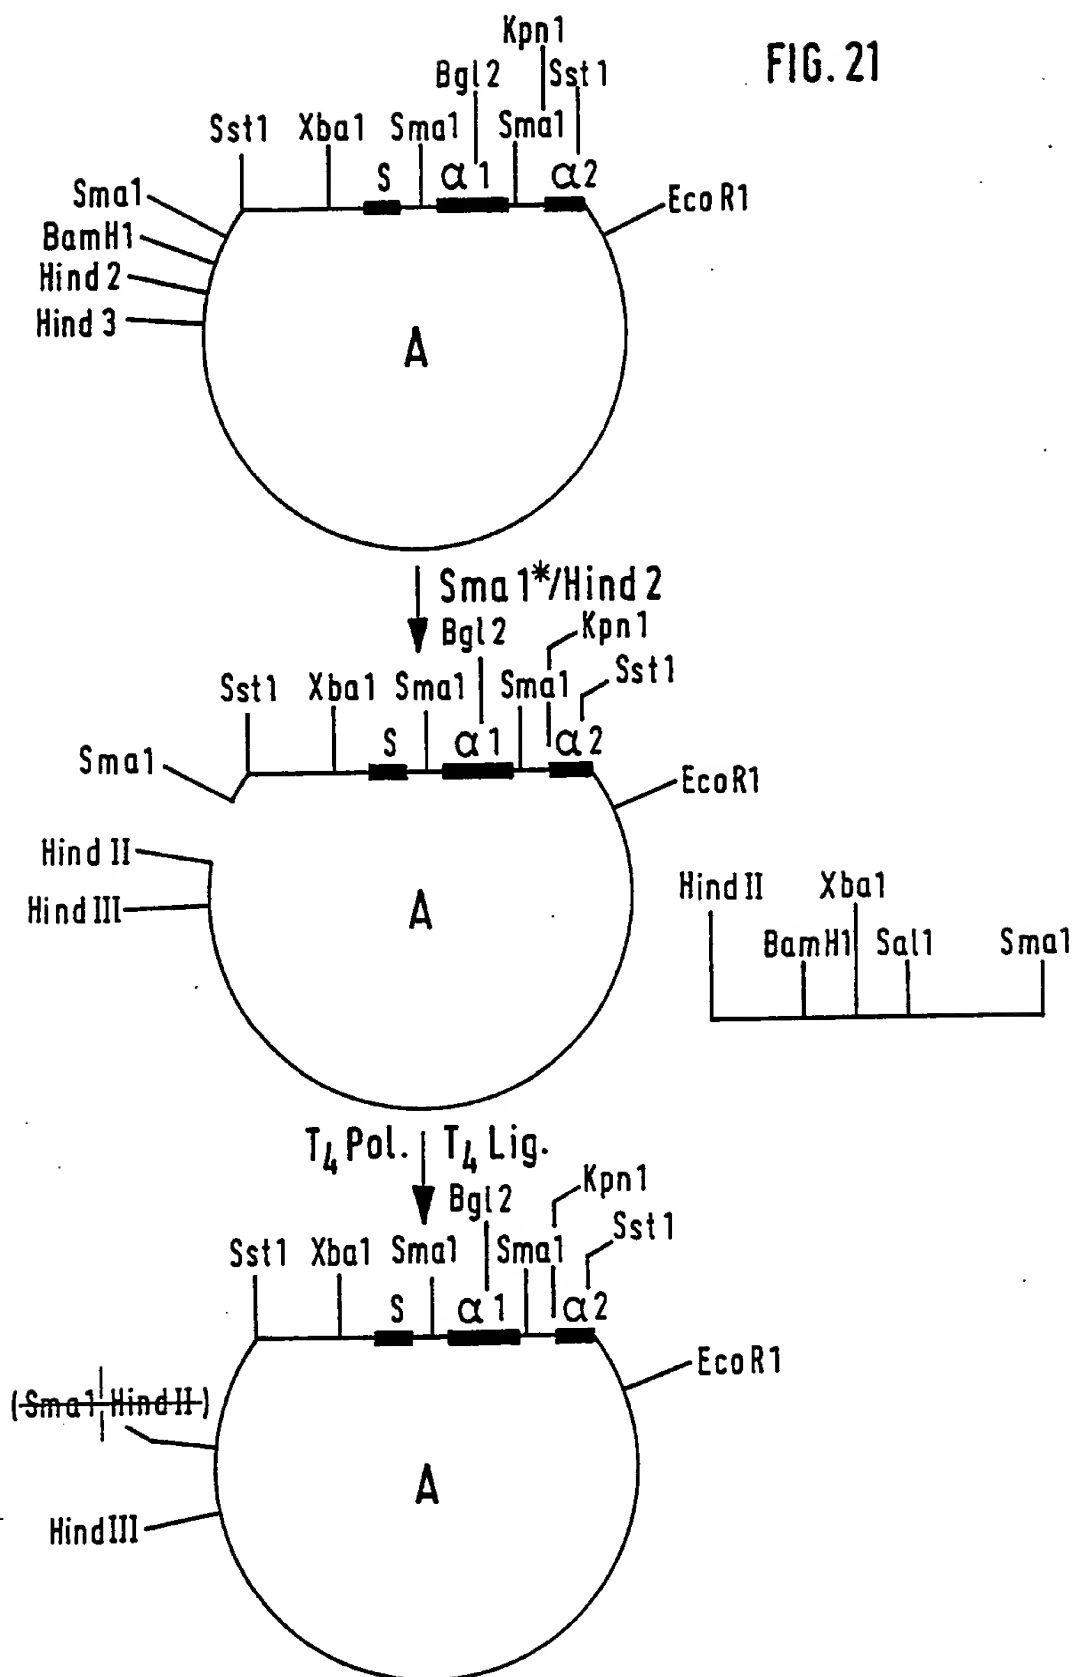 FIG. 21
Kpn1
Bgl2 Sst1
Sst1 Xba1 Sma1 Sma1
S α1 α2
Sma1
EcoR1
BamH1
Hind 2
Hind 3
A
Sma1*/Hind 2
Bgl2 Kpn1
Sst1
Sst1 Xba1 Sma1 Sma1
S α1 α2
Sma1
EcoR1
Hind II
Hind III
A
Hind II Xba1
BamH1 Sal1 Sma1
T4 Pol. T4 Lig.
Bgl2 Kpn1
Sst1
Sst1 Xba1 Sma1 Sma1
S α1 α2
EcoR1
(Sma1 Hind II)
A
Hind III